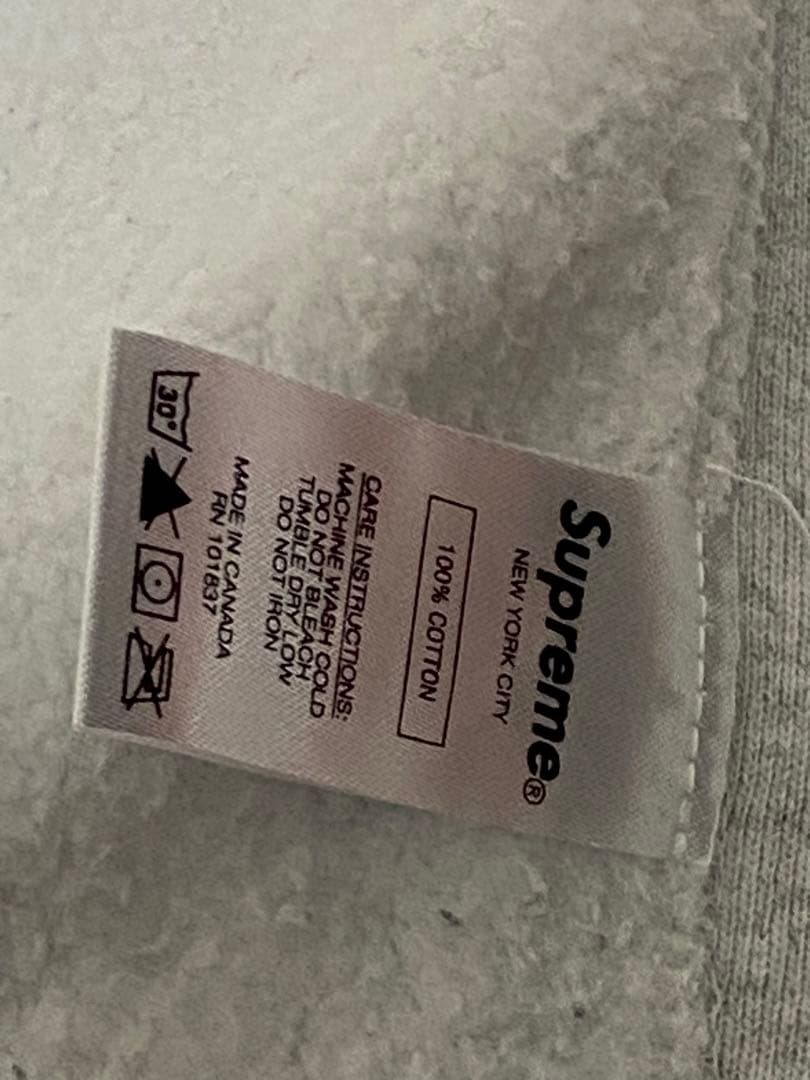 Supreme®
NEW YORK CITY
100% COTTON
CARE INSTRUCTIONS:
MACHINE WASH COLD
DO NOT BLEACH
TUMBLE DRY LOW
DO NOT IRON
MADE IN CANADA
RN 101837
30°